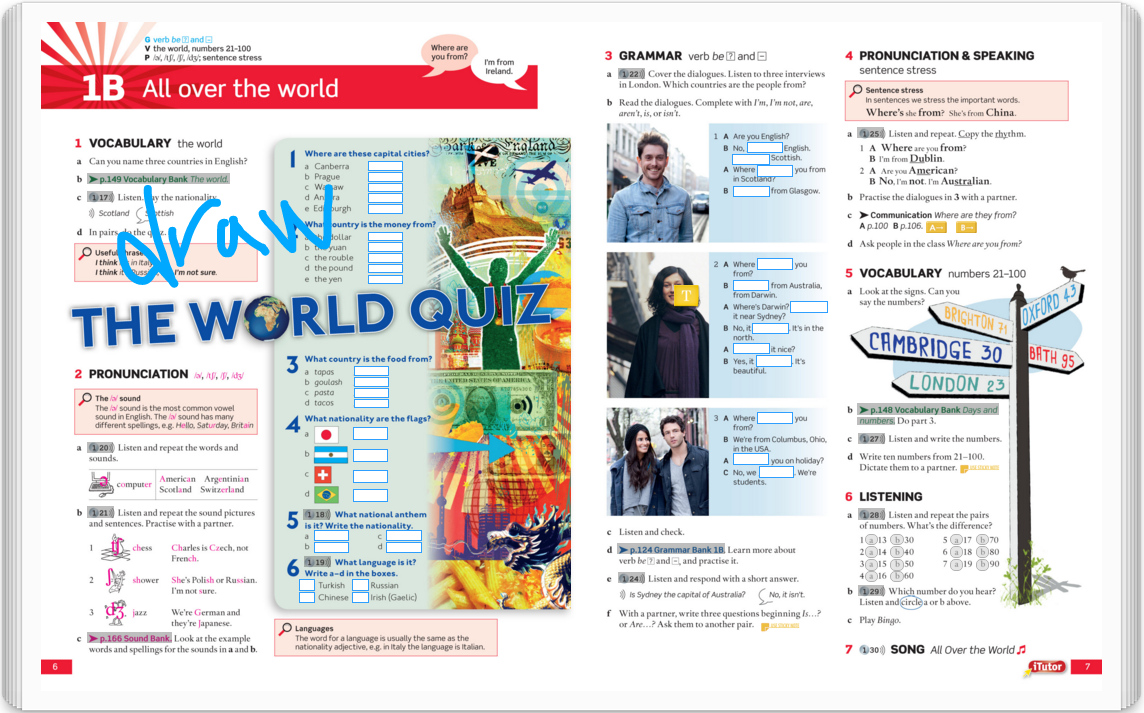 G verb be ? and −
V the world, numbers 21–100
P /ə/, /tʃ/, /ʃ/, /dʒ/; sentence stress
Where are
you from?
I'm from
Ireland.
1B All over the world
1 VOCABULARY the world
a Can you name three countries in English?
b ➤ p.149 Vocabulary Bank The world.
c 1 17))) Listen. Say the nationality.
))) Scotland Scottish
d In pairs, do the quiz.
Useful phrases
I think in Italy
I think it Russi I'm not sure.
draw
THE WORLD QUIZ
1 Where are these capital cities?
a Canberra
b Prague
c Warsaw
d Ankara
e Edinburgh
What country is the money from?
a the dollar
b the yuan
c the rouble
d the pound
e the yen
3 What country is the food from?
a tapas
b goulash
c pasta
d tacos
4 What nationality are the flags?
a
b
c
d
5 1 18))) What national anthem
is it? Write the nationality.
a c
b d
6 1 19))) What language is it?
Write a–d in the boxes.
Turkish Russian
Chinese Irish (Gaelic)
Languages
The word for a language is usually the same as the
nationality adjective, e.g. in Italy the language is Italian.
2 PRONUNCIATION /ə/, /tʃ/, /ʃ/, /dʒ/
The /ə/ sound
The /ə/ sound is the most common vowel
sound in English. The /ə/ sound has many
different spellings, e.g. Hello, Saturday, Britain
a 1 20))) Listen and repeat the words and
sounds.
computer American Argentinian
Scotland Switzerland
b 1 21))) Listen and repeat the sound pictures
and sentences. Practise with a partner.
1 chess Charles is Czech, not
French.
2 shower She's Polish or Russian.
I'm not sure.
3 jazz We're German and
they're Japanese.
c ➤ p.166 Sound Bank. Look at the example
words and spellings for the sounds in a and b.
6
3 GRAMMAR verb be ? and −
a 1 22))) Cover the dialogues. Listen to three interviews
in London. Which countries are the people from?
b Read the dialogues. Complete with I'm, I'm not, are,
aren't, is, or isn't.
1 A Are you English?
B No, English.
Scottish.
A Where you from
in Scotland?
B from Glasgow.
2 A Where you
from?
B from Australia,
from Darwin.
A Where's Darwin?
it near Sydney?
B No, it . It's in the
north.
A it nice?
B Yes, it . It's
beautiful.
T
3 A Where you
from?
B We're from Columbus, Ohio,
in the USA.
A you on holiday?
C No, we . We're
students.
c Listen and check.
d ➤ p.124 Grammar Bank 1B. Learn more about
verb be ? and −, and practise it.
e 1 24))) Listen and respond with a short answer.
))) Is Sydney the capital of Australia? No, it isn't.
f With a partner, write three questions beginning Is…?
or Are…? Ask them to another pair.
4 PRONUNCIATION & SPEAKING
sentence stress
Sentence stress
In sentences we stress the important words.
Where's she from? She's from China.
a 1 25))) Listen and repeat. Copy the rhythm.
1 A Where are you from?
B I'm from Dublin.
2 A Are you American?
B No, I'm not. I'm Australian.
b Practise the dialogues in 3 with a partner.
c ➤ Communication Where are they from?
A p.100 B p.106. A→ B→
d Ask people in the class Where are you from?
5 VOCABULARY numbers 21–100
a Look at the signs. Can you
say the numbers?
BRIGHTON 71
OXFORD 43
CAMBRIDGE 30
BATH 95
LONDON 23
b ➤ p.148 Vocabulary Bank Days and
numbers. Do part 3.
c 1 27))) Listen and write the numbers.
d Write ten numbers from 21–100.
Dictate them to a partner.
6 LISTENING
a 1 28))) Listen and repeat the pairs
of numbers. What's the difference?
1 a 13 b 30 5 a 17 b 70
2 a 14 b 40 6 a 18 b 80
3 a 15 b 50 7 a 19 b 90
4 a 16 b 60
b 1 29))) Which number do you hear?
Listen and circle a or b above.
c Play Bingo.
7 1 30))) SONG All Over the World ♫
iTutor
7